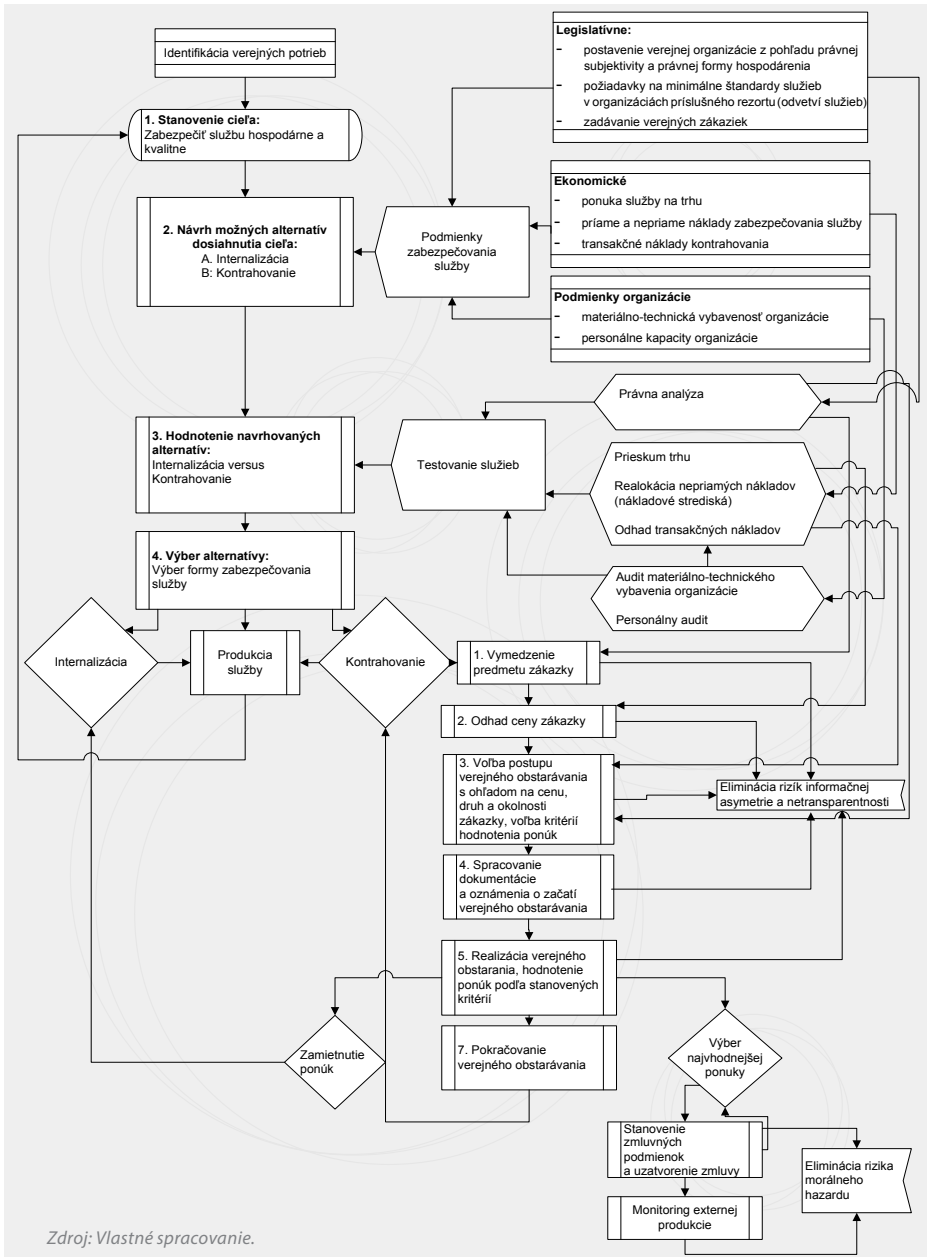 Identifikácia verejných potrieb
1. Stanovenie cieľa:
Zabezpečiť službu hospodárne a
kvalitne
2. Návrh možných alternatív
dosiahnutia cieľa:
A. Internalizácia
B: Kontrahovanie
Podmienky
zabezpečovania
služby
Legislatívne:
- postavenie verejnej organizácie z pohľadu právnej
subjektivity a právnej formy hospodárenia
- požiadavky na minimálne štandardy služieb
v organizáciách príslušného rezortu (odvetví služieb)
- zadávanie verejných zákaziek
Ekonomické
- ponuka služby na trhu
- príame a nepriame náklady zabezpečovania služby
- transakčné náklady kontrahovania
Podmienky organizácie
- materiálno-technická vybavenosť organizácie
- personálne kapacity organizácie
3. Hodnotenie navrhovaných
alternatív:
Internalizácia versus
Kontrahovanie
Testovanie služieb
Právna analýza
Prieskum trhu
Realokácia nepriamých nákladov
(nákladové strediská)
Odhad transakčných nákladov
Audit materiálno-technického
vybavenia organizácie
Personálny audit
4. Výber alternatívy:
Výber formy zabezpečovania
služby
Internalizácia
Produkcia
služby
Kontrahovanie
1. Vymedzenie
predmetu zákazky
2. Odhad ceny zákazky
3. Voľba postupu
verejného obstarávania
s ohľadom na cenu,
druh a okolnosti
zákazky, voľba kritérií
hodnotenia ponúk
Eliminácia rizík informačnej
asymetrie a netransparentnosti
4. Spracovanie
dokumentácie
a oznámenia o začatí
verejného obstarávania
5. Realizácia verejného
obstarania, hodnotenie
ponúk podľa stanovených
kritérií
Zamietnutie
ponúk
7. Pokračovanie
verejného obstarávania
Výber
najvhodnejšej
ponuky
Stanovenie
zmluvných
podmienok
a uzatvorenie zmluvy
Eliminácia rizika
morálneho
hazardu
Monitoring externej
produkcie
Zdroj: Vlastné spracovanie.